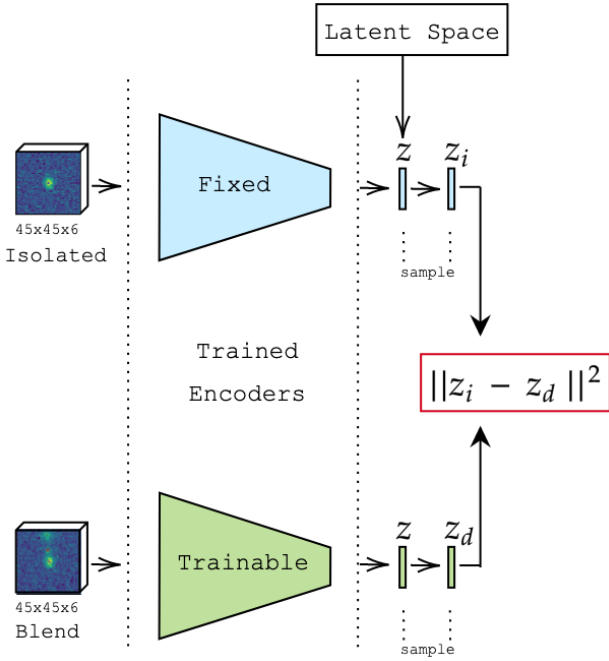 Latent Space
z z_i
Fixed
45x45x6
Isolated
sample
Trained
Encoders
||z_i - z_d||^2
z z_d
Trainable
45x45x6
Blend
sample